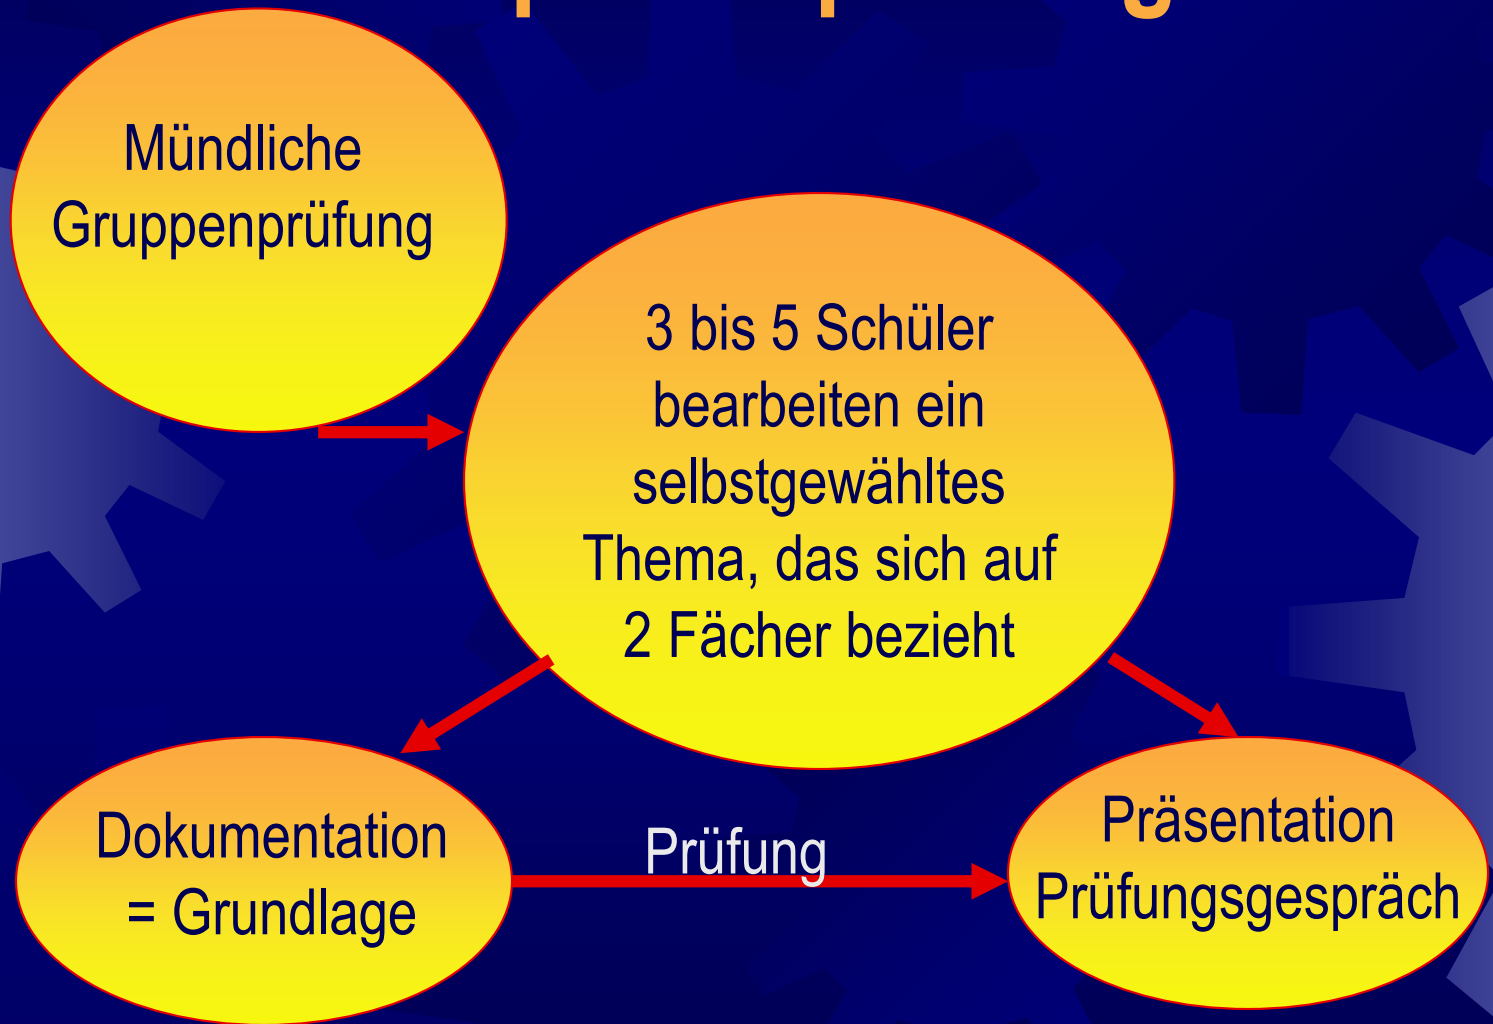 Mündliche
Gruppenprüfung
3 bis 5 Schüler
bearbeiten ein
selbstgewähltes
Thema, das sich auf
2 Fächer bezieht
Dokumentation
= Grundlage
Prüfung
Präsentation
Prüfungsgespräch